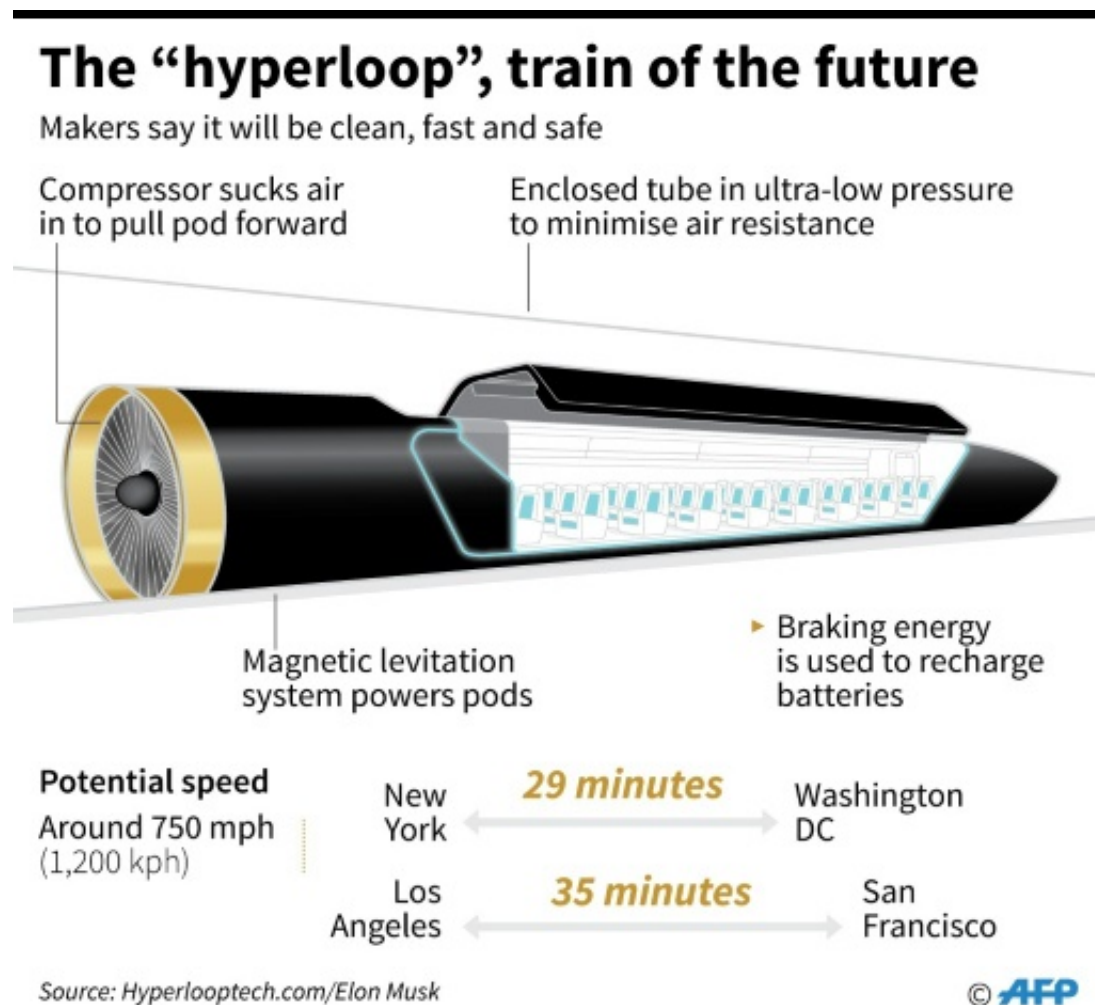 The “hyperloop”, train of the future
Makers say it will be clean, fast and safe
Compressor sucks air
in to pull pod forward
Enclosed tube in ultra-low pressure
to minimise air resistance
Magnetic levitation
system powers pods
Braking energy
is used to recharge
batteries
Potential speed
Around 750 mph
(1,200 kph)
New
York
29 minutes
Washington
DC
Los
Angeles
35 minutes
San
Francisco
Source: Hyperlooptech.com/Elon Musk
© AFP